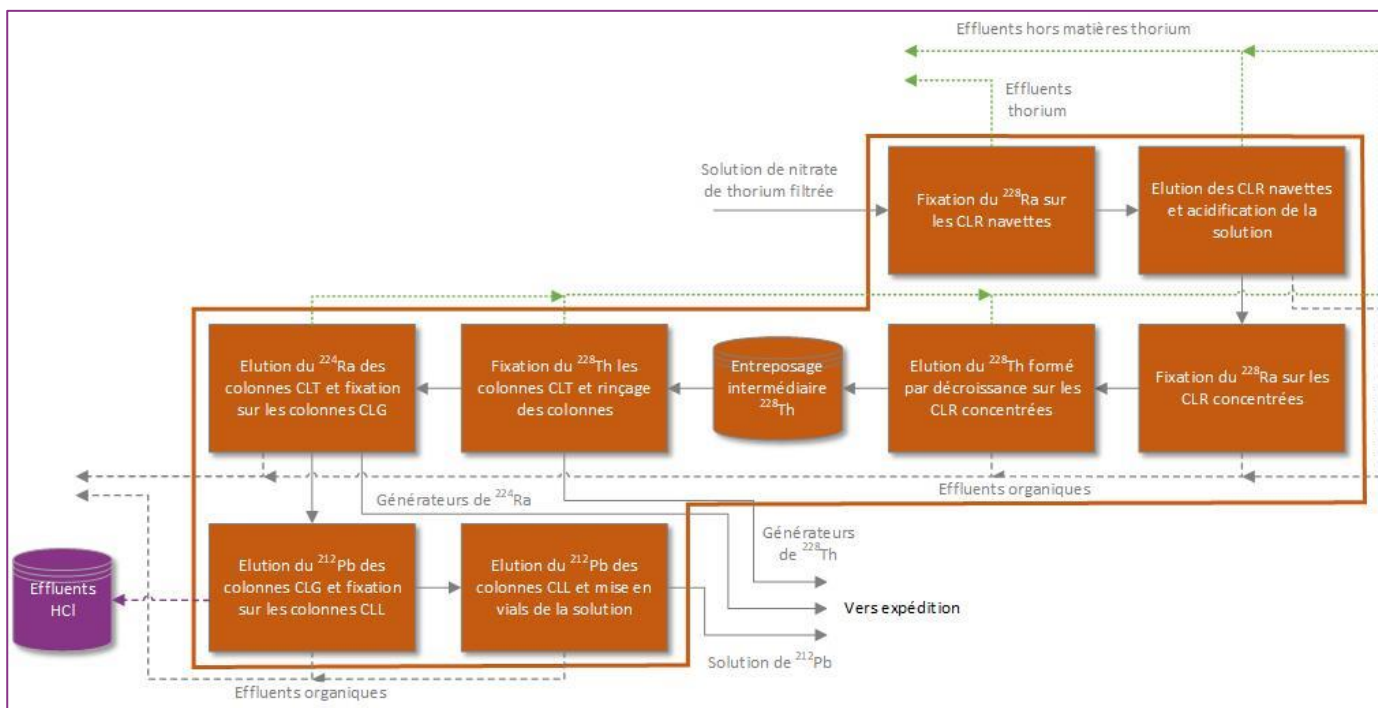 Effluents hors matières thorium
Effluents
thorium
Solution de nitrate
de thorium filtrée
Fixation du ²²⁸Ra sur
les CLR navettes
Elution des CLR navettes
et acidification de la
solution
Elution du ²²⁴Ra des
colonnes CLT et fixation
sur les colonnes CLG
Fixation du ²²⁸Th les
colonnes CLT et rinçage
des colonnes
Entreposage
intermédiaire
²²⁸Th
Elution du ²²⁸Th formé
par décroissance sur les
CLR concentrées
Fixation du ²²⁸Ra sur les
CLR concentrées
Effluents organiques
Générateurs de ²²⁴Ra
Générateurs
de ²²⁸Th
Effluents
HCl
Elution du ²¹²Pb des
colonnes CLG et fixation
sur les colonnes CLL
Elution du ²¹²Pb des
colonnes CLL et mise en
vials de la solution
Vers expédition
Solution de ²¹²Pb
Effluents organiques